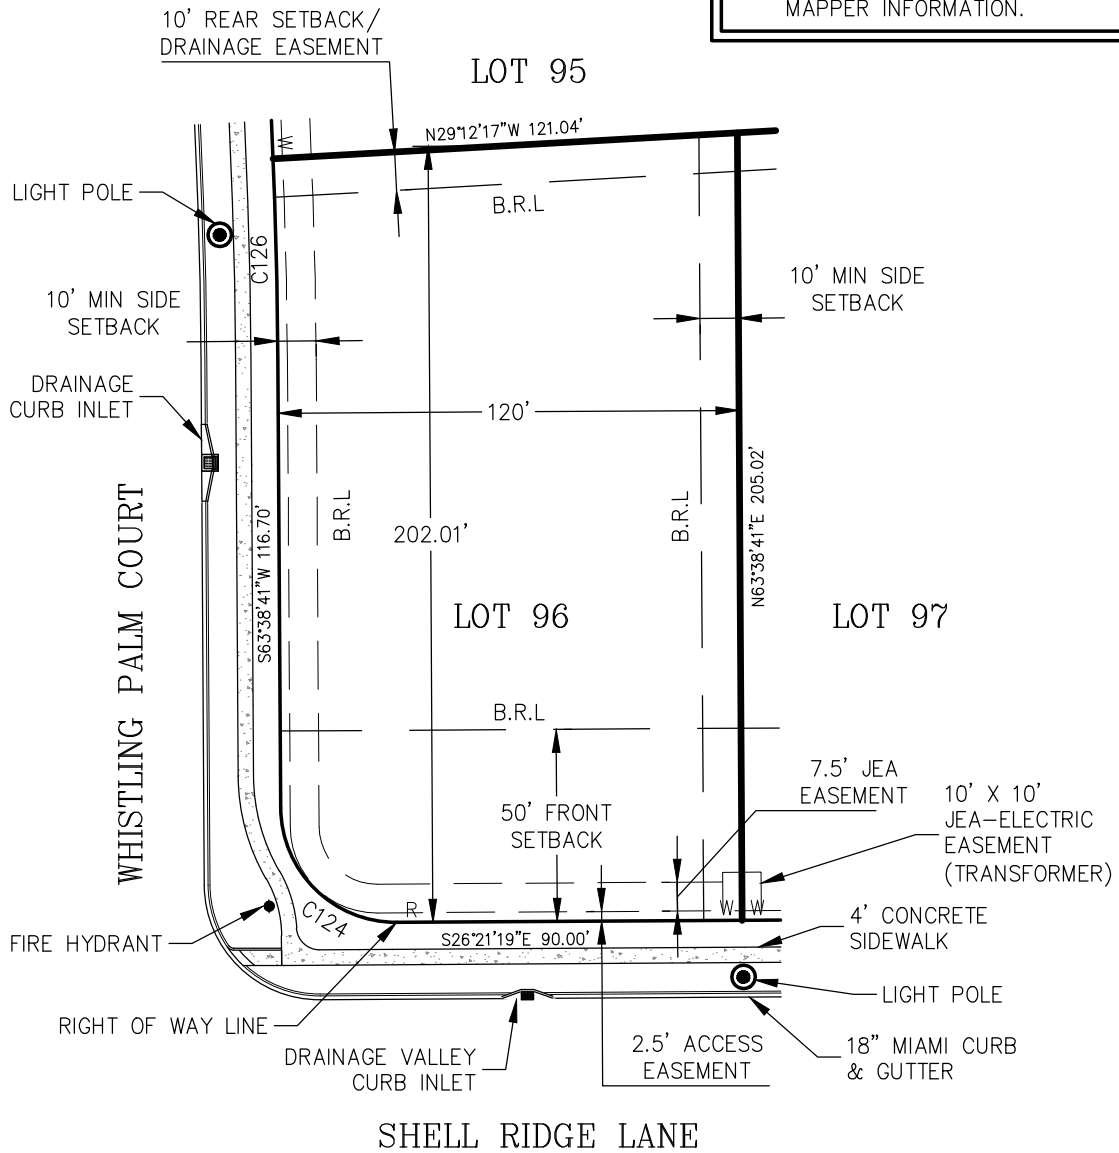 MAPPER INFORMATION.
10' REAR SETBACK/
DRAINAGE EASEMENT
LOT 95
N29°12'17"W 121.04'
W
LIGHT POLE
B.R.L
C126
10' MIN SIDE
SETBACK
10' MIN SIDE
SETBACK
DRAINAGE
CURB INLET
120'
WHISTLING PALM COURT
S63°38'41"W 116.70'
B.R.L
202.01'
B.R.L
N63°38'41"E 205.02'
LOT 96
LOT 97
B.R.L
50' FRONT
SETBACK
7.5' JEA
EASEMENT
10' X 10'
JEA-ELECTRIC
EASEMENT
(TRANSFORMER)
R
W
W
C124
FIRE HYDRANT
S26°21'19"E 90.00'
4' CONCRETE
SIDEWALK
LIGHT POLE
RIGHT OF WAY LINE
DRAINAGE VALLEY
CURB INLET
2.5' ACCESS
EASEMENT
18" MIAMI CURB
& GUTTER
SHELL RIDGE LANE